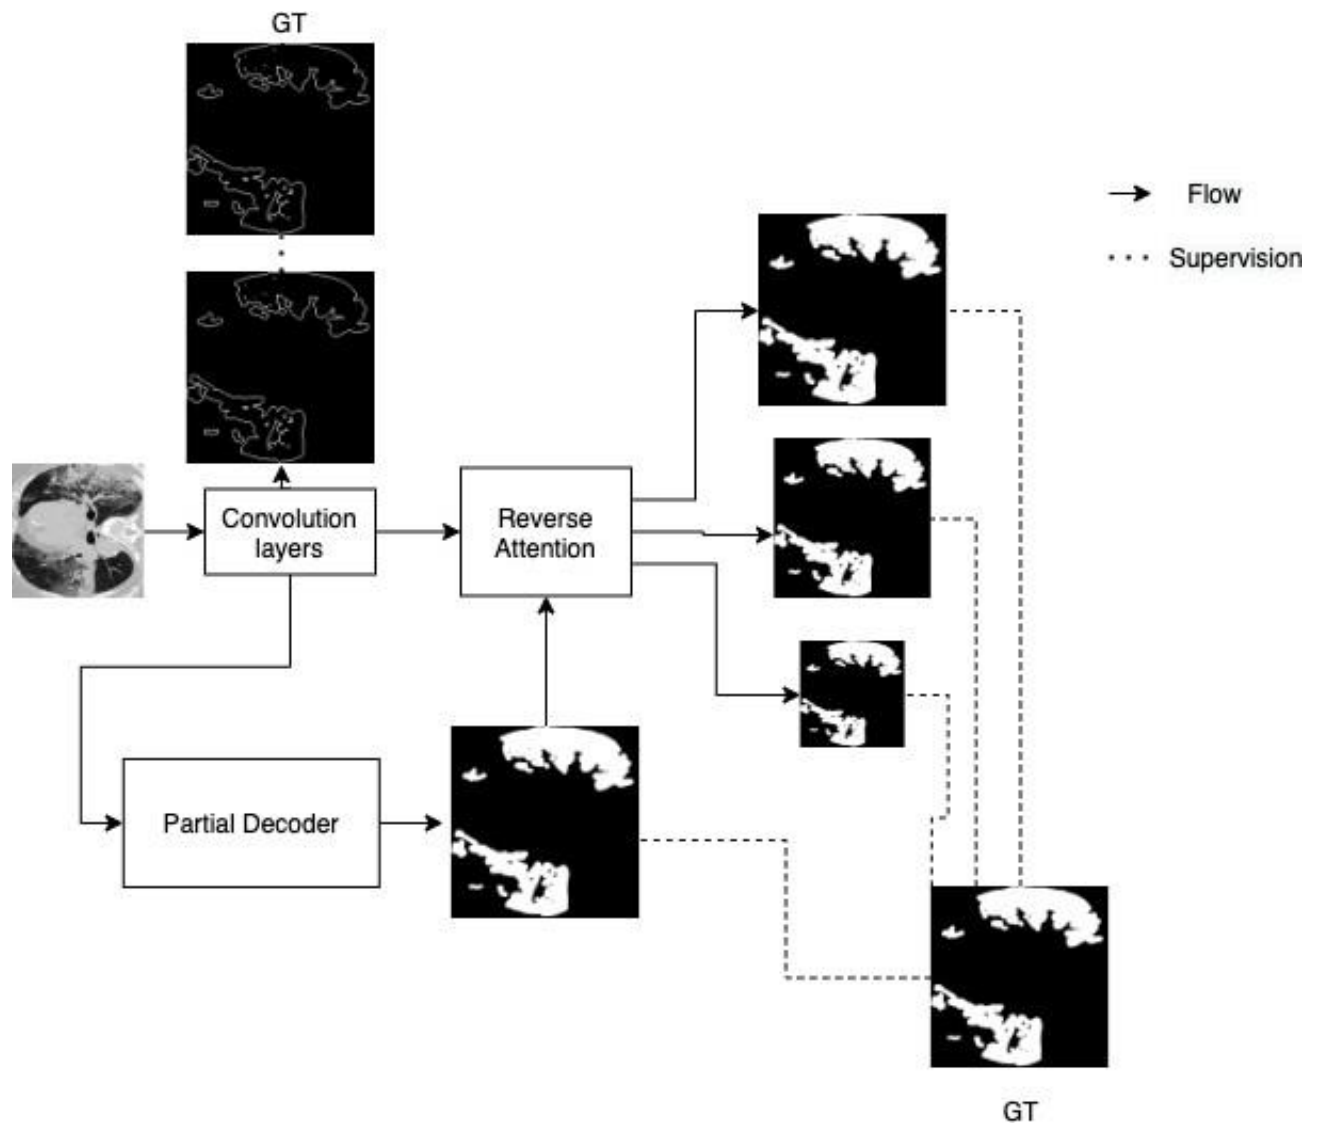 GT
Flow
Supervision
Convolution
layers
Reverse
Attention
Partial Decoder
GT